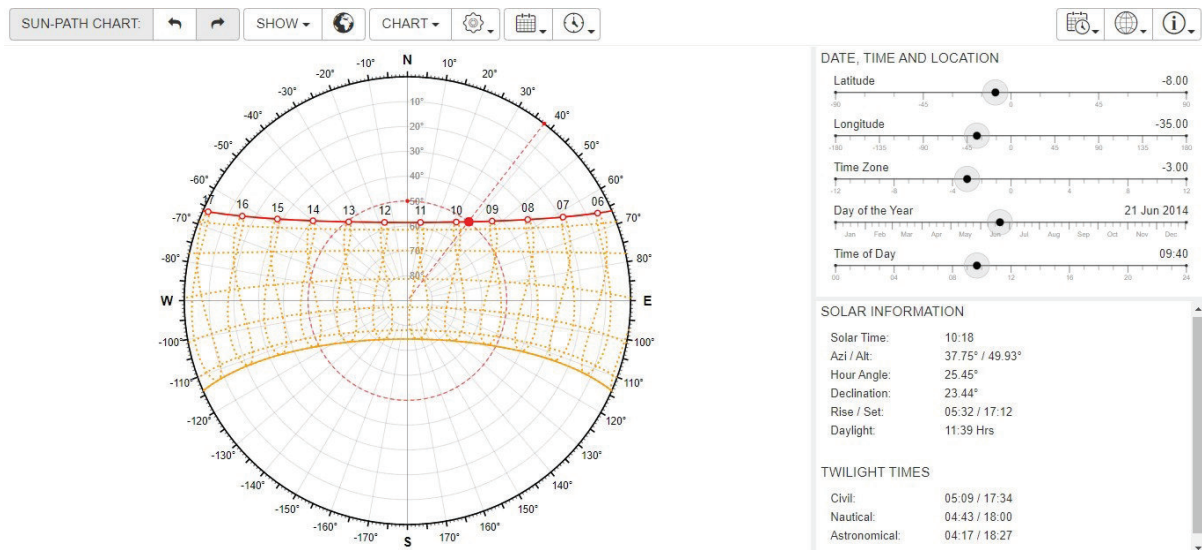 SUN-PATH CHART:
SHOW
CHART
DATE, TIME AND LOCATION
Latitude -8.00
-90 -45 0 45 90
Longitude -35.00
-180 -135 -90 -45 0 45 90 135 180
Time Zone -3.00
-12 -8 -4 0 4 8 12
Day of the Year 21 Jun 2014
Jan Feb Mar Apr May Jun Jul Aug Sep Oct Nov Dec
Time of Day 09:40
00 04 08 12 16 20 24
SOLAR INFORMATION
Solar Time: 10:18
Azi / Alt: 37.75° / 49.93°
Hour Angle: 25.45°
Declination: 23.44°
Rise / Set: 05:32 / 17:12
Daylight: 11:39 Hrs
TWILIGHT TIMES
Civil: 05:09 / 17:34
Nautical: 04:43 / 18:00
Astronomical: 04:17 / 18:27
N
-10° 10°
-20° 20°
-30° 30°
-40° 40°
-50° 50°
-60° 60°
-70° 70°
-80° 80°
W E
-100° 100°
-110° 110°
-120° 120°
-130° 130°
-140° 140°
-150° 150°
-160° 160°
-170° 170°
S
10°
20°
30°
40°
50°
17 16 15 14 13 12 11 10 09 08 07 06
60°
70°
80°